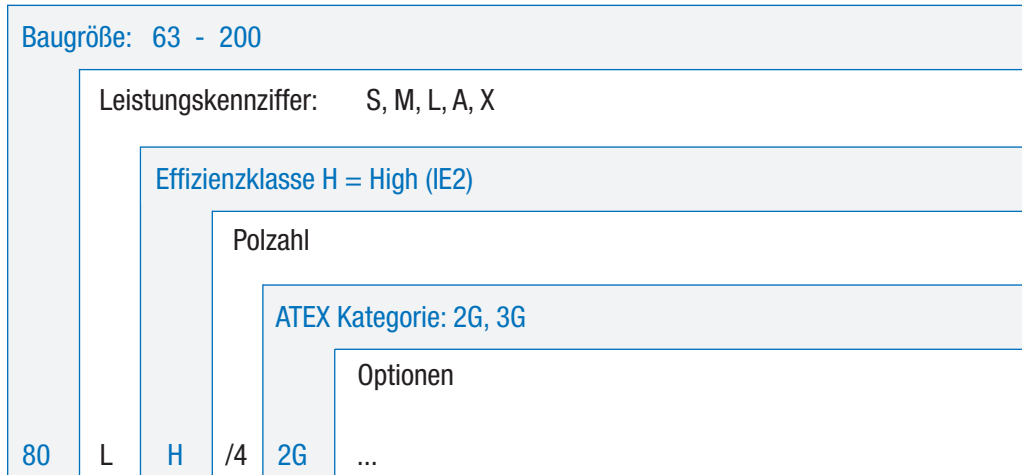 Baugröße: 63 - 200
Leistungskennziffer: S, M, L, A, X
Effizienzklasse H = High (IE2)
Polzahl
ATEX Kategorie: 2G, 3G
Optionen
80 L H /4 2G ...